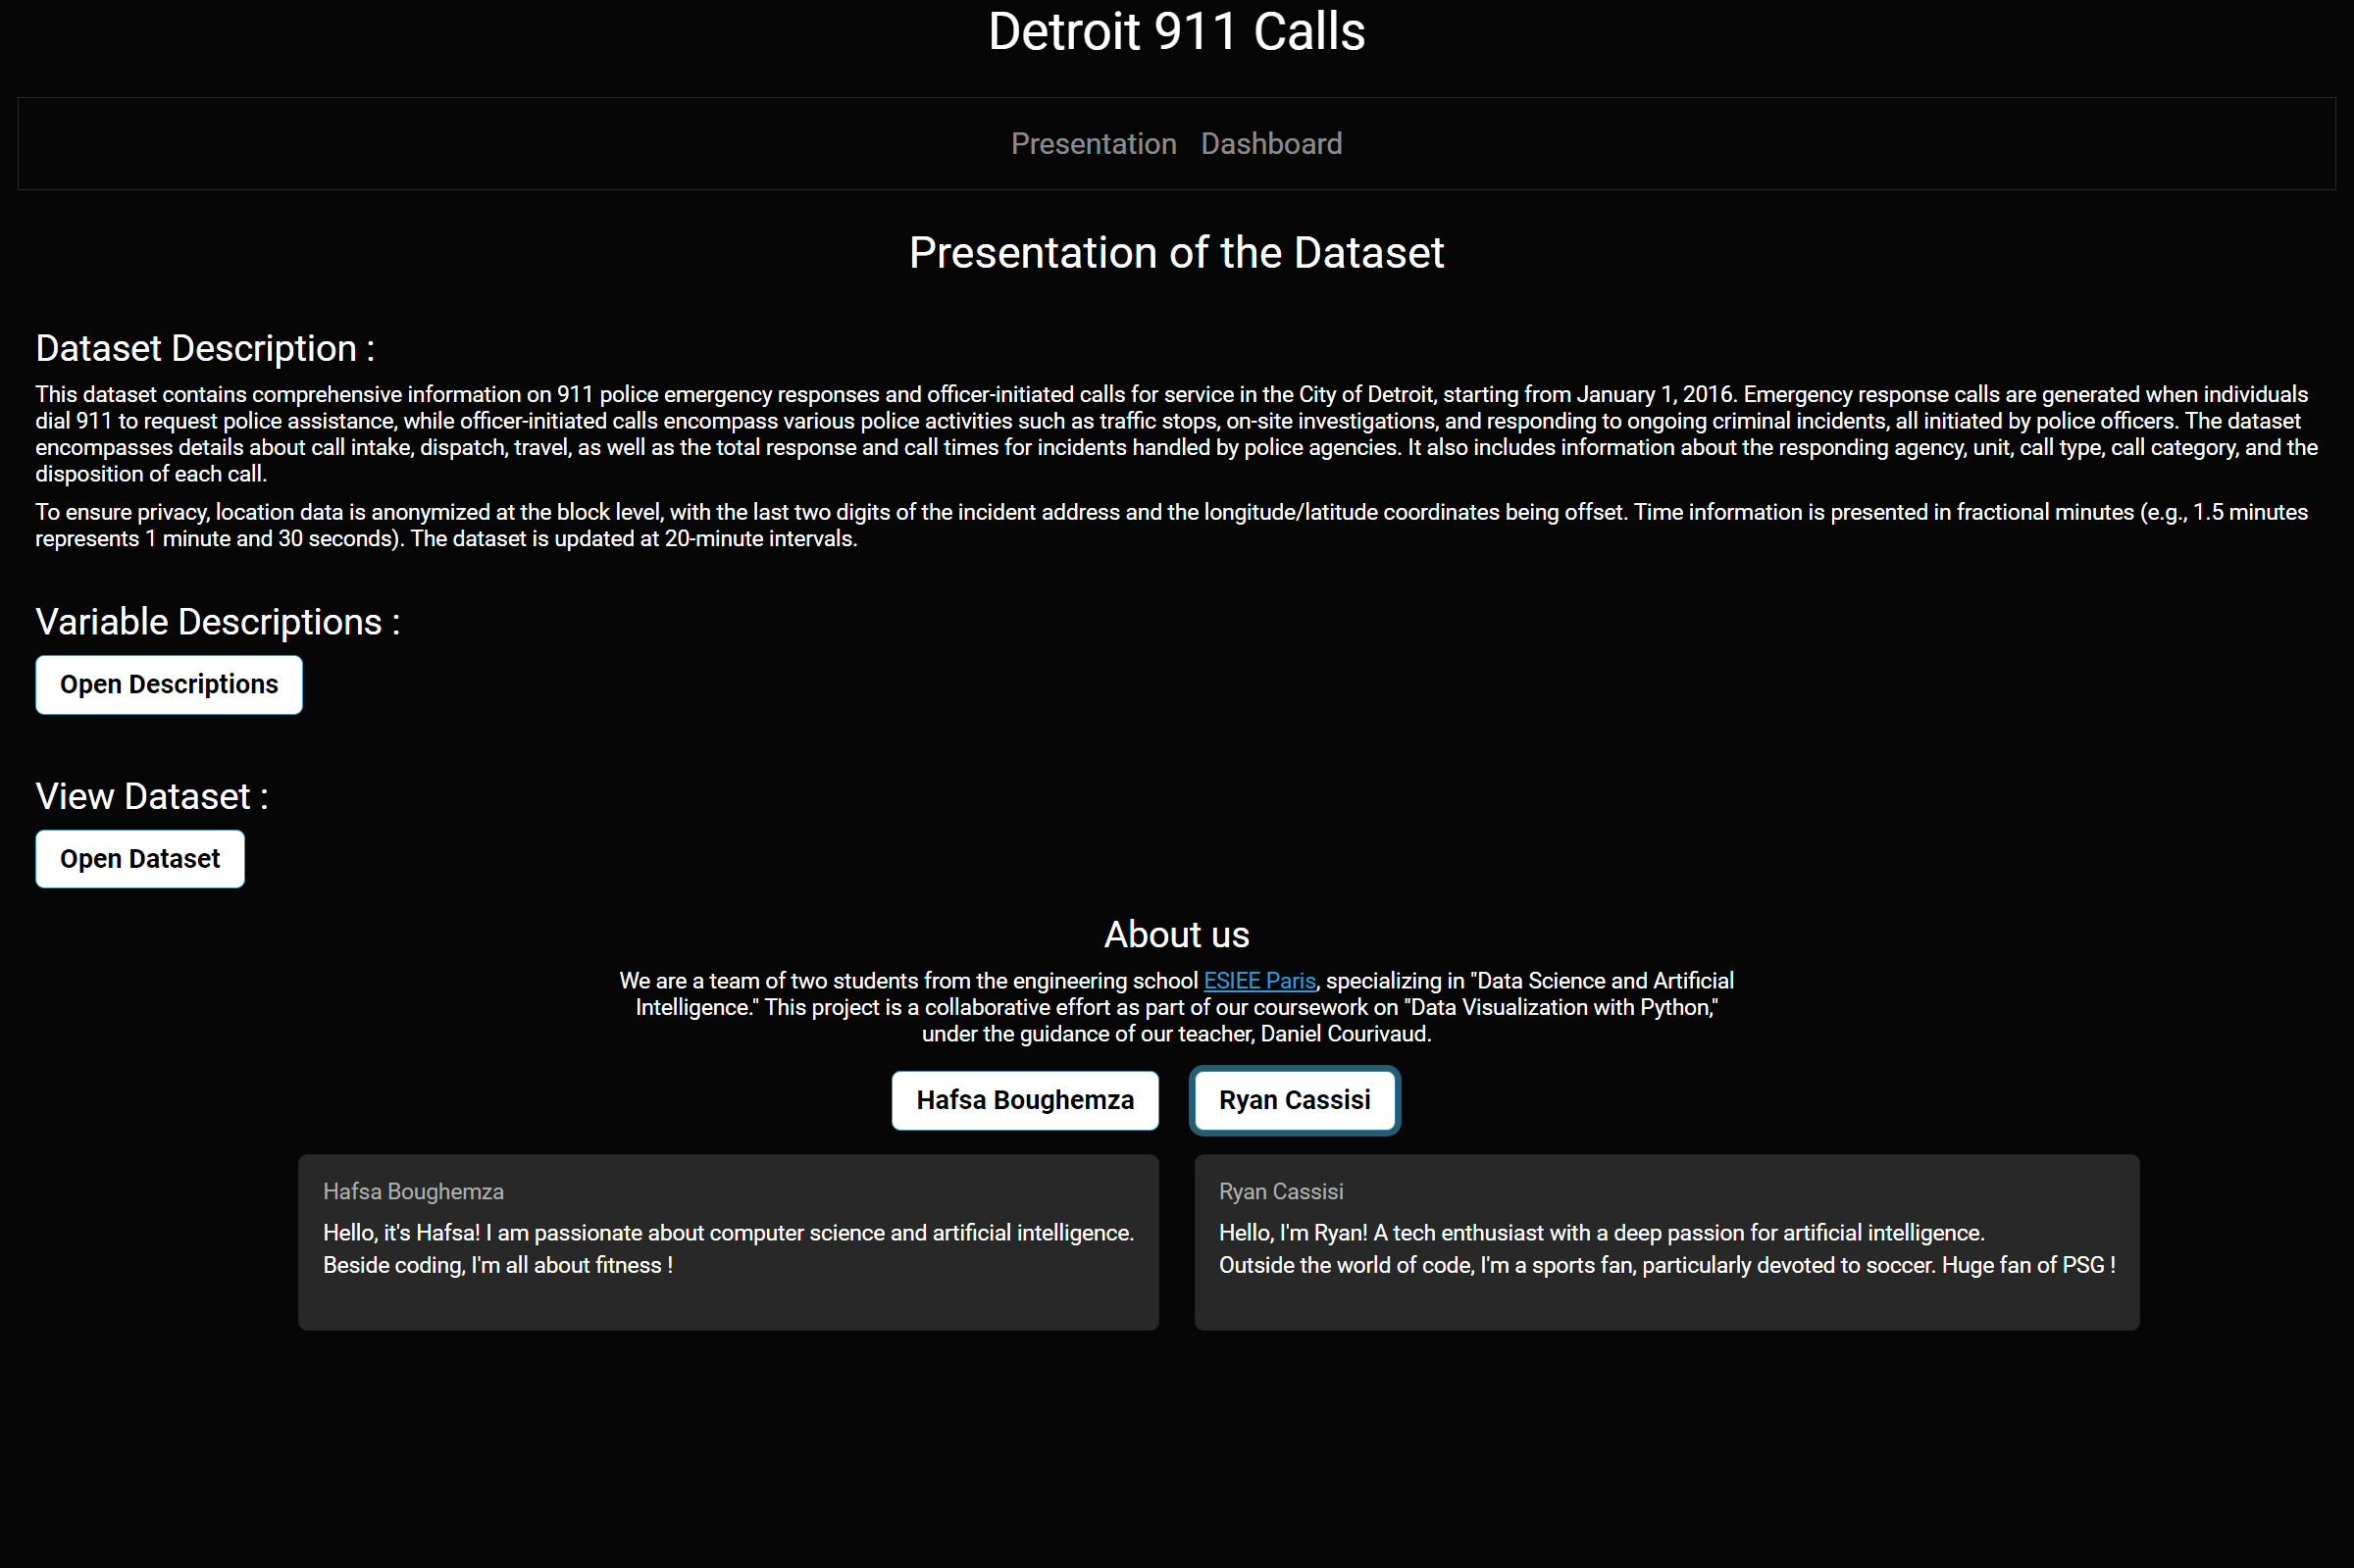 Detroit 911 Calls
Presentation Dashboard
Presentation of the Dataset
Dataset Description :
This dataset contains comprehensive information on 911 police emergency responses and officer-initiated calls for service in the City of Detroit, starting from January 1, 2016. Emergency response calls are generated when individuals
dial 911 to request police assistance, while officer-initiated calls encompass various police activities such as traffic stops, on-site investigations, and responding to ongoing criminal incidents, all initiated by police officers. The dataset
encompasses details about call intake, dispatch, travel, as well as the total response and call times for incidents handled by police agencies. It also includes information about the responding agency, unit, call type, call category, and the
disposition of each call.
To ensure privacy, location data is anonymized at the block level, with the last two digits of the incident address and the longitude/latitude coordinates being offset. Time information is presented in fractional minutes (e.g., 1.5 minutes
represents 1 minute and 30 seconds). The dataset is updated at 20-minute intervals.
Variable Descriptions :
Open Descriptions
View Dataset :
Open Dataset
About us
We are a team of two students from the engineering school ESIEE Paris, specializing in "Data Science and Artificial
Intelligence." This project is a collaborative effort as part of our coursework on "Data Visualization with Python,"
under the guidance of our teacher, Daniel Courivaud.
Hafsa Boughemza Ryan Cassisi
Hafsa Boughemza
Hello, it's Hafsa! I am passionate about computer science and artificial intelligence.
Beside coding, I'm all about fitness !
Ryan Cassisi
Hello, I'm Ryan! A tech enthusiast with a deep passion for artificial intelligence.
Outside the world of code, I'm a sports fan, particularly devoted to soccer. Huge fan of PSG !